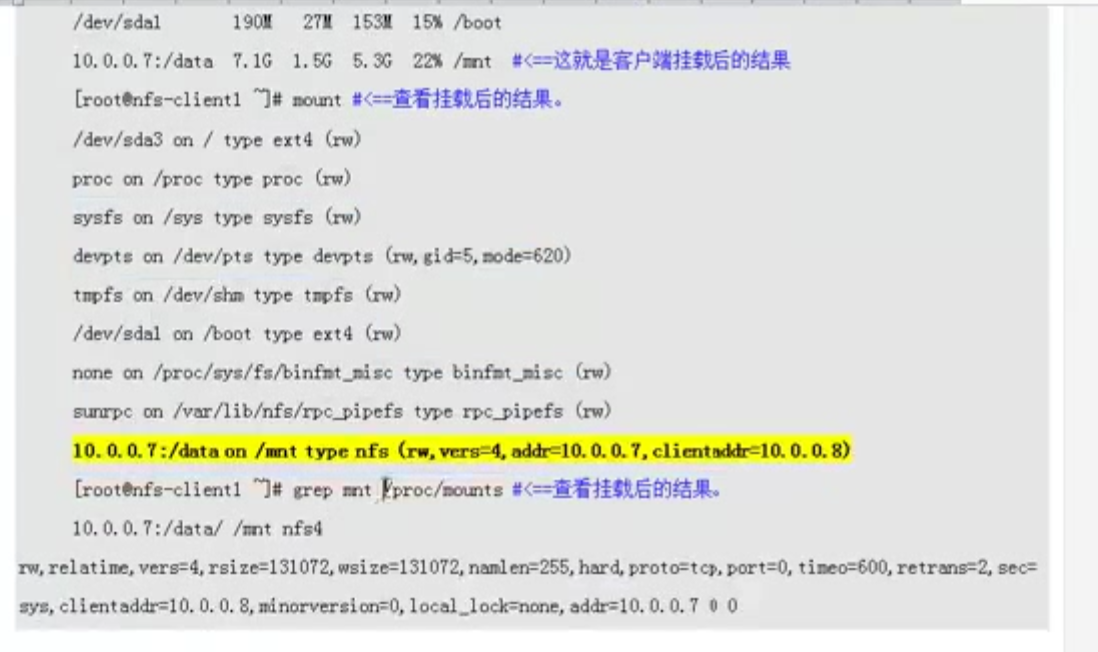 /dev/sda1 190M 27M 153M 15% /boot
10.0.0.7:/data 7.1G 1.5G 5.3G 22% /mnt #<==这就是客户端挂载后的结果
[root@nfs-client1 ~]# mount #<==查看挂载后的结果。
/dev/sda3 on / type ext4 (rw)
proc on /proc type proc (rw)
sysfs on /sys type sysfs (rw)
devpts on /dev/pts type devpts (rw,gid=5,mode=620)
tmpfs on /dev/shm type tmpfs (rw)
/dev/sda1 on /boot type ext4 (rw)
none on /proc/sys/fs/binfmt_misc type binfmt_misc (rw)
sunrpc on /var/lib/nfs/rpc_pipefs type rpc_pipefs (rw)
10.0.0.7:/data on /mnt type nfs (rw,vers=4,addr=10.0.0.7,clientaddr=10.0.0.8)
[root@nfs-client1 ~]# grep mnt /proc/mounts #<==查看挂载后的结果。
10.0.0.7:/data/ /mnt nfs4
rw,relatime,vers=4,rsize=131072,wsize=131072,namlen=255,hard,proto=tcp,port=0,timeo=600,retrans=2,sec=
sys,clientaddr=10.0.0.8,minorversion=0,local_lock=none,addr=10.0.0.7 0 0